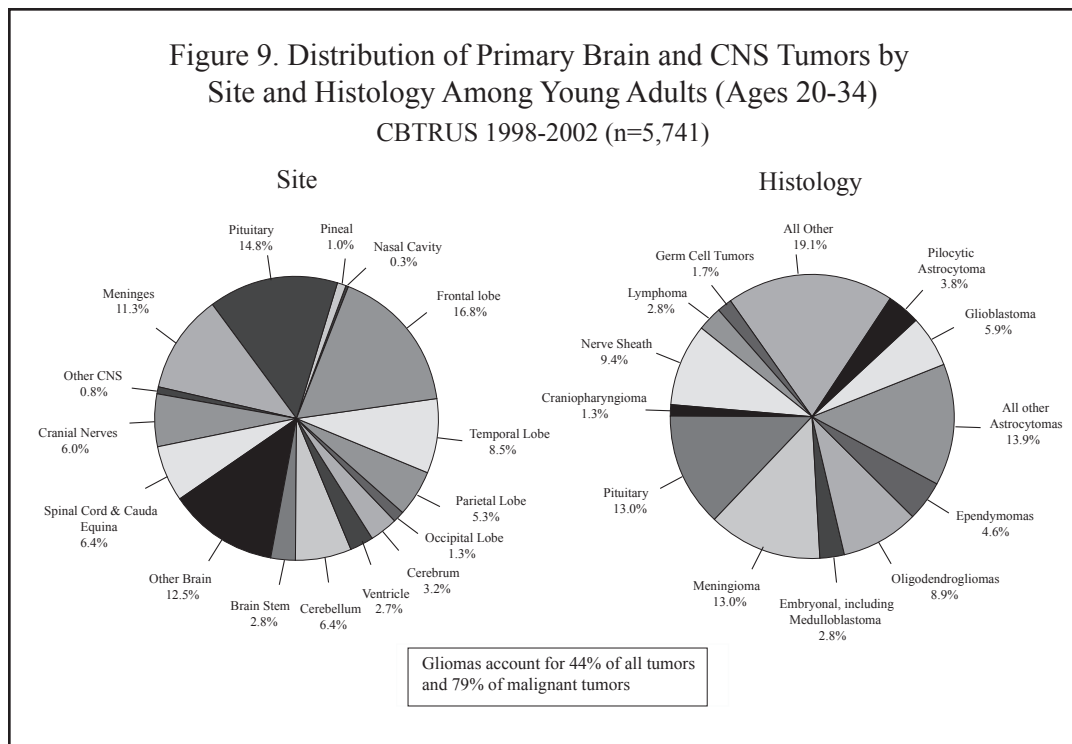 Figure 9. Distribution of Primary Brain and CNS Tumors by
Site and Histology Among Young Adults (Ages 20-34)
CBTRUS 1998-2002 (n=5,741)
Site
Pituitary
14.8%
Pineal
1.0%
Nasal Cavity
0.3%
Frontal lobe
16.8%
Temporal Lobe
8.5%
Parietal Lobe
5.3%
Occipital Lobe
1.3%
Cerebrum
3.2%
Ventricle
2.7%
Cerebellum
6.4%
Brain Stem
2.8%
Other Brain
12.5%
Spinal Cord & Cauda
Equina
6.4%
Cranial Nerves
6.0%
Other CNS
0.8%
Meninges
11.3%
Histology
All Other
19.1%
Pilocytic
Astrocytoma
3.8%
Glioblastoma
5.9%
All other
Astrocytomas
13.9%
Ependymomas
4.6%
Oligodendrogliomas
8.9%
Embryonal, including
Medulloblastoma
2.8%
Meningioma
13.0%
Pituitary
13.0%
Craniopharyngioma
1.3%
Nerve Sheath
9.4%
Lymphoma
2.8%
Germ Cell Tumors
1.7%
Gliomas account for 44% of all tumors
and 79% of malignant tumors